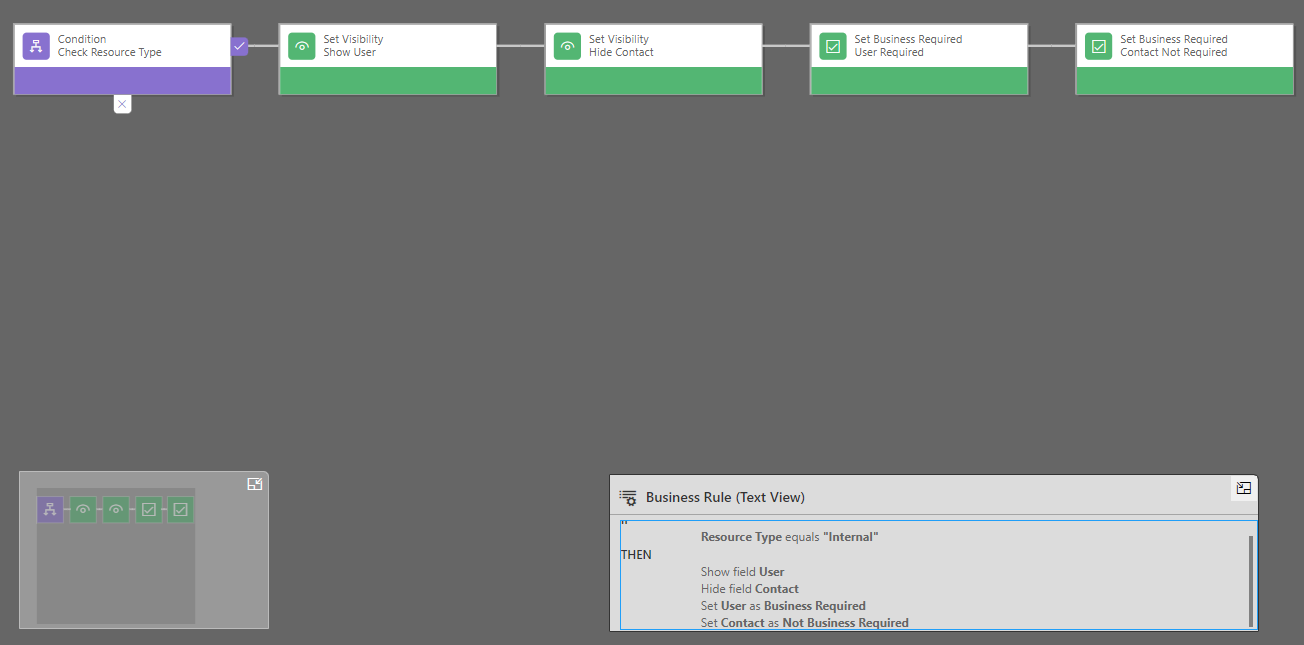 Condition
Check Resource Type
Set Visibility
Show User
Set Visibility
Hide Contact
Set Business Required
User Required
Set Business Required
Contact Not Required
Business Rule (Text View)
Resource Type equals "Internal"
THEN
Show field User
Hide field Contact
Set User as Business Required
Set Contact as Not Business Required